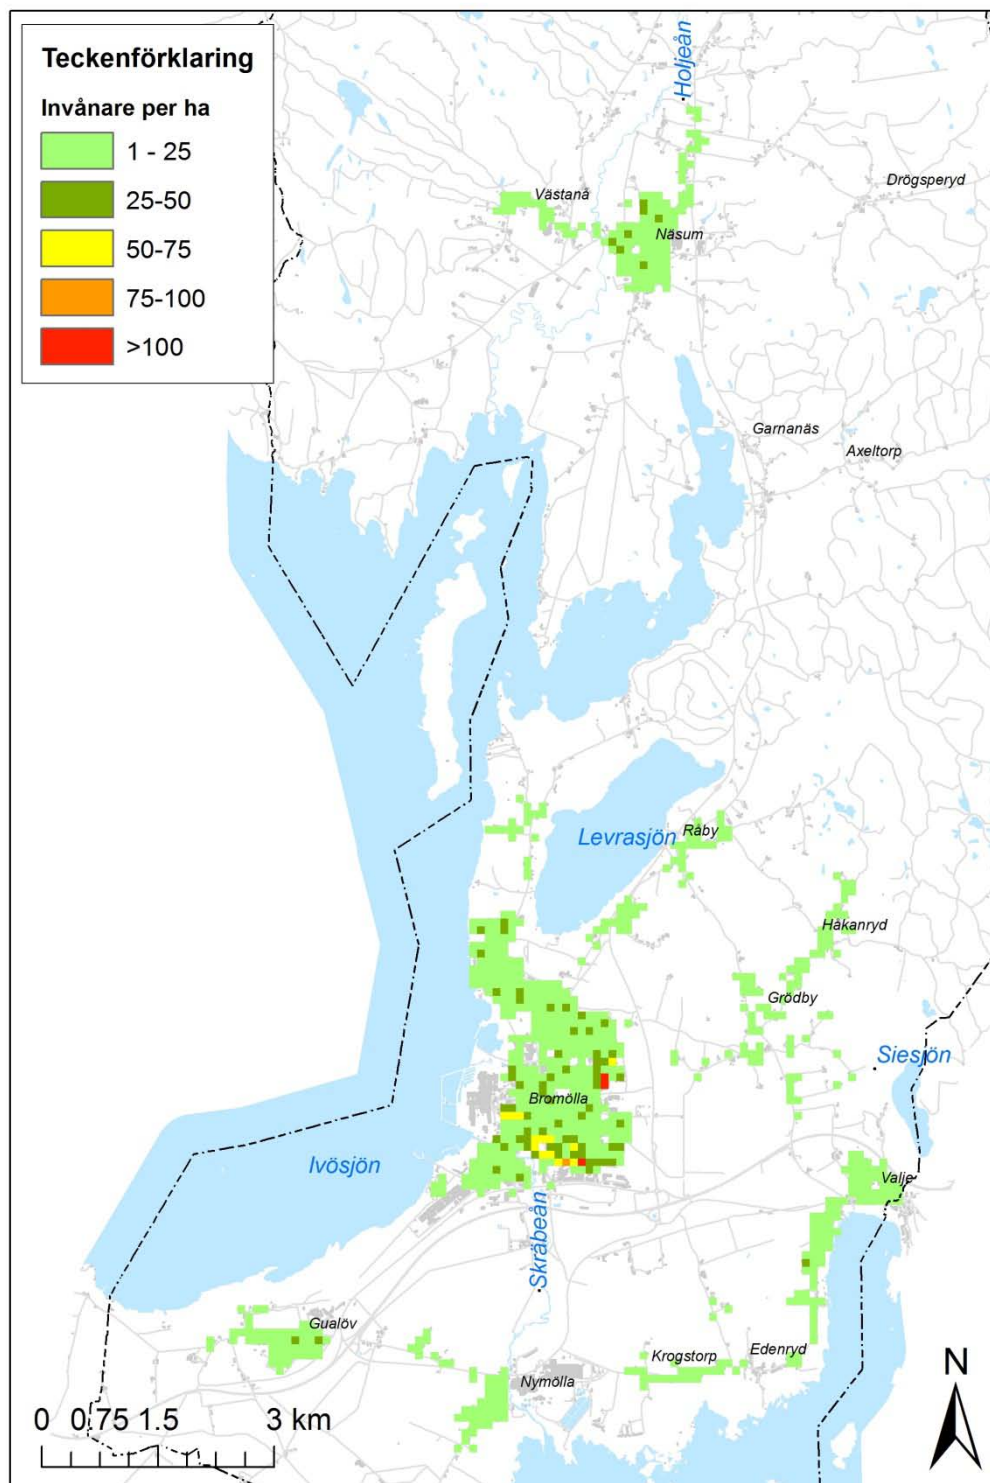 Teckenförklaring
Invånare per ha
1 - 25
25-50
50-75
75-100
>100
Holjeån
Drögsperyd
Västanå
Näsum
Garnanäs
Axeltorp
Levrasjön
Råby
Håkanryd
Grödby
Siesjön
Bromölla
Ivösjön
Valje
Skräbeån
Gualöv
Krogstorp
Edenryd
Nymölla
N
0 0,75 1.5 3 km